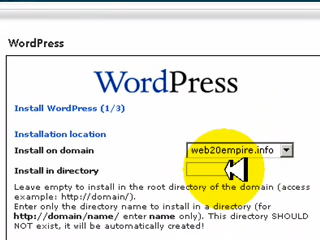 WordPress
WordPress
Install WordPress (1/3)
Installation location
Install on domain web20empire.info
Install in directory
Leave empty to install in the root directory of the domain (access
example: http://domain/).
Enter only the directory name to install in a directory (for
http://domain/name/ enter name only). This directory SHOULD
NOT exist, it will be automatically created!